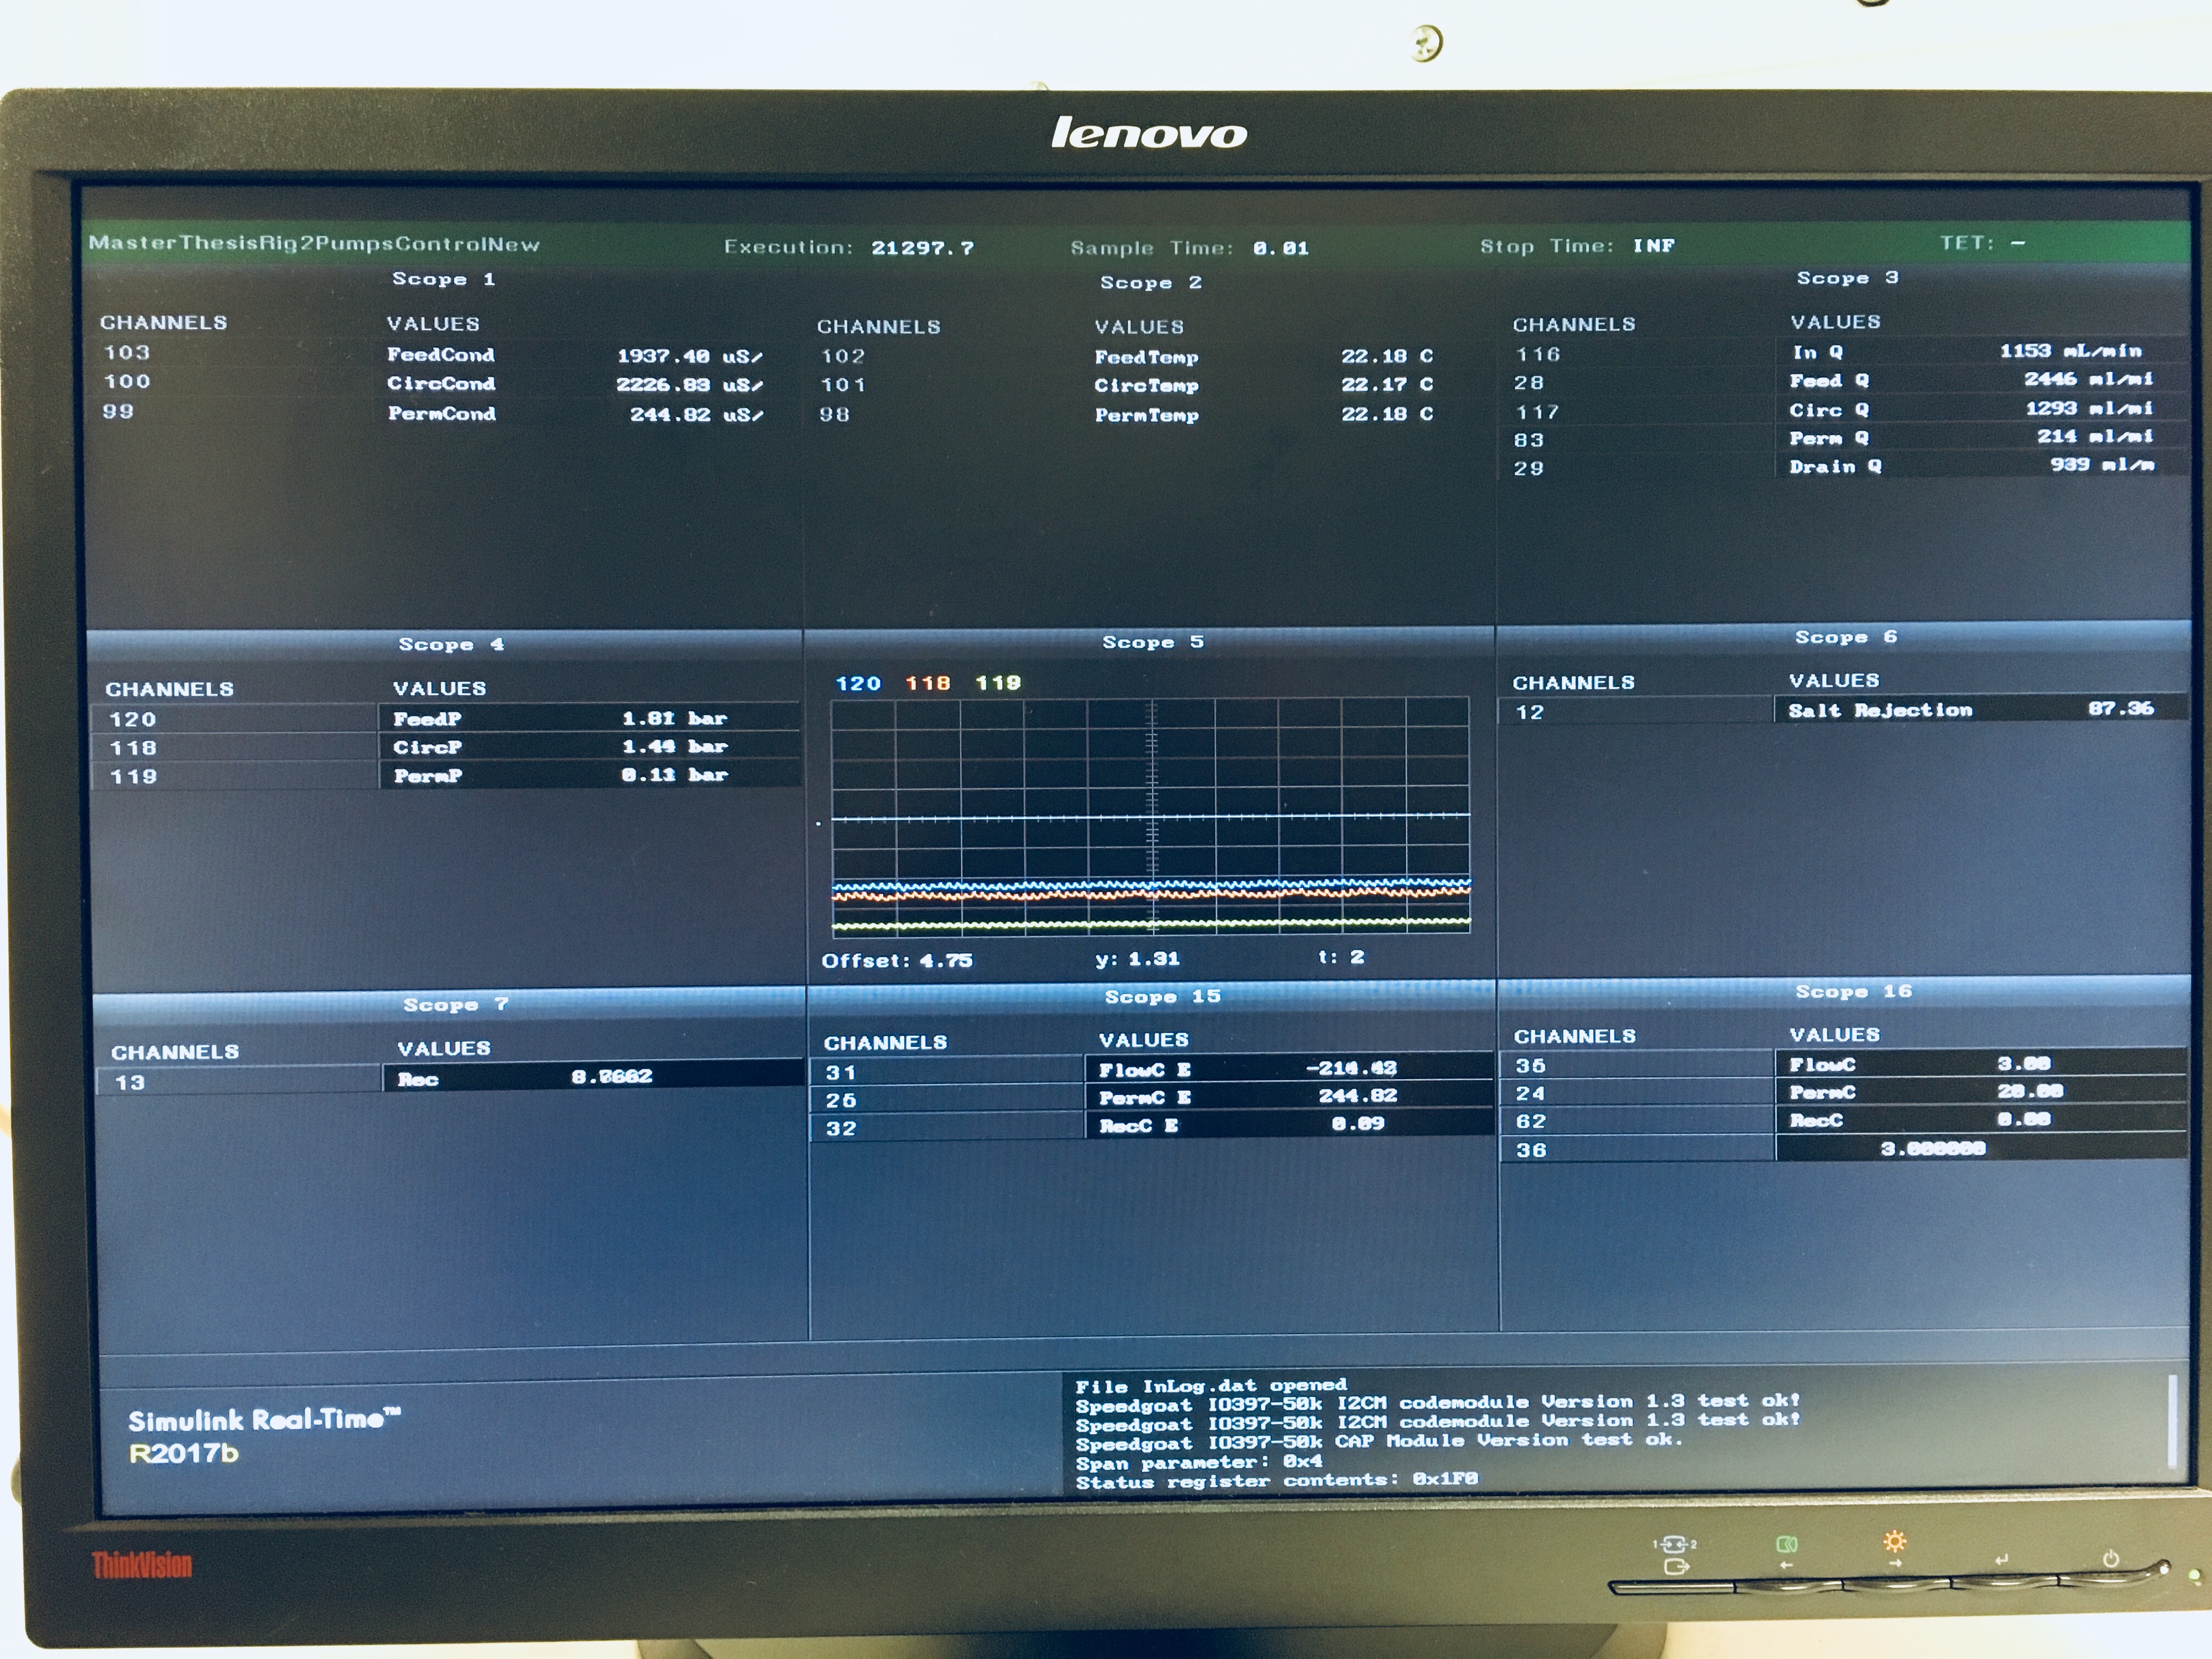 lenovo
MasterThesisRig2PumpsControlNew Execution: 21297.7 Sample Time: 0.01 Stop Time: INF TET: –
Scope 1
CHANNELS VALUES
103 FeedCond 1937.40 uS/
100 CircCond 2226.83 uS/
99 PermCond 244.82 uS/
Scope 2
CHANNELS VALUES
102 FeedTemp 22.18 C
101 CircTemp 22.17 C
98 PermTemp 22.18 C
Scope 3
CHANNELS VALUES
116 In Q 1153 mL/min
28 Feed Q 2446 ml/mi
117 Circ Q 1293 ml/mi
83 Perm Q 214 ml/mi
29 Drain Q 939 ml/m
Scope 4
CHANNELS VALUES
120 FeedP 1.81 bar
118 CircP 1.44 bar
119 PermP bar
Scope 5
120 118 119
Offset: 4.75 y: 1.31 t: 2
Scope 6
CHANNELS VALUES
12 Salt Rejection 87.36
Scope 7
CHANNELS VALUES
13 Rec
Scope 15
CHANNELS VALUES
31 FlowC E
25 PermC E 244.82
32 RecC E 0.09
Scope 16
CHANNELS VALUES
35 FlowC 3.00
24 PermC 20.00
62 RecC 0.00
36 3.000000
Simulink Real-Time™
R2017b
File InLog.dat opened
Speedgoat IO397-50k I2CM codemodule Version 1.3 test ok!
Speedgoat IO397-50k I2CM codemodule Version 1.3 test ok!
Speedgoat IO397-50k CAP Module Version test ok.
Span parameter: 0x4
Status register contents: 0x1F0
ThinkVision
1 2